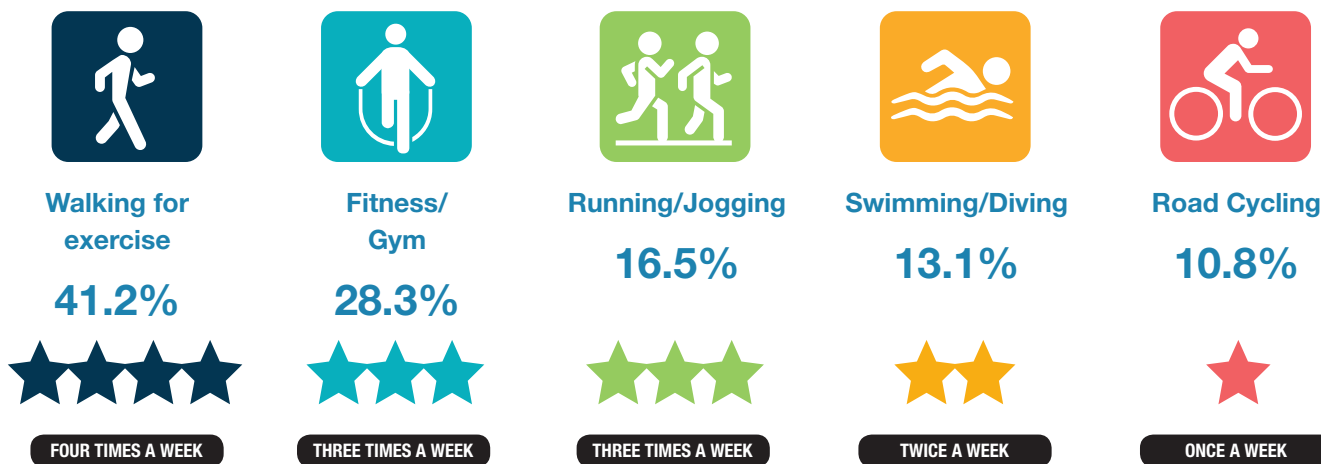 Walking for
exercise
41.2%
FOUR TIMES A WEEK
Fitness/
Gym
28.3%
THREE TIMES A WEEK
Running/Jogging
16.5%
THREE TIMES A WEEK
Swimming/Diving
13.1%
TWICE A WEEK
Road Cycling
10.8%
ONCE A WEEK